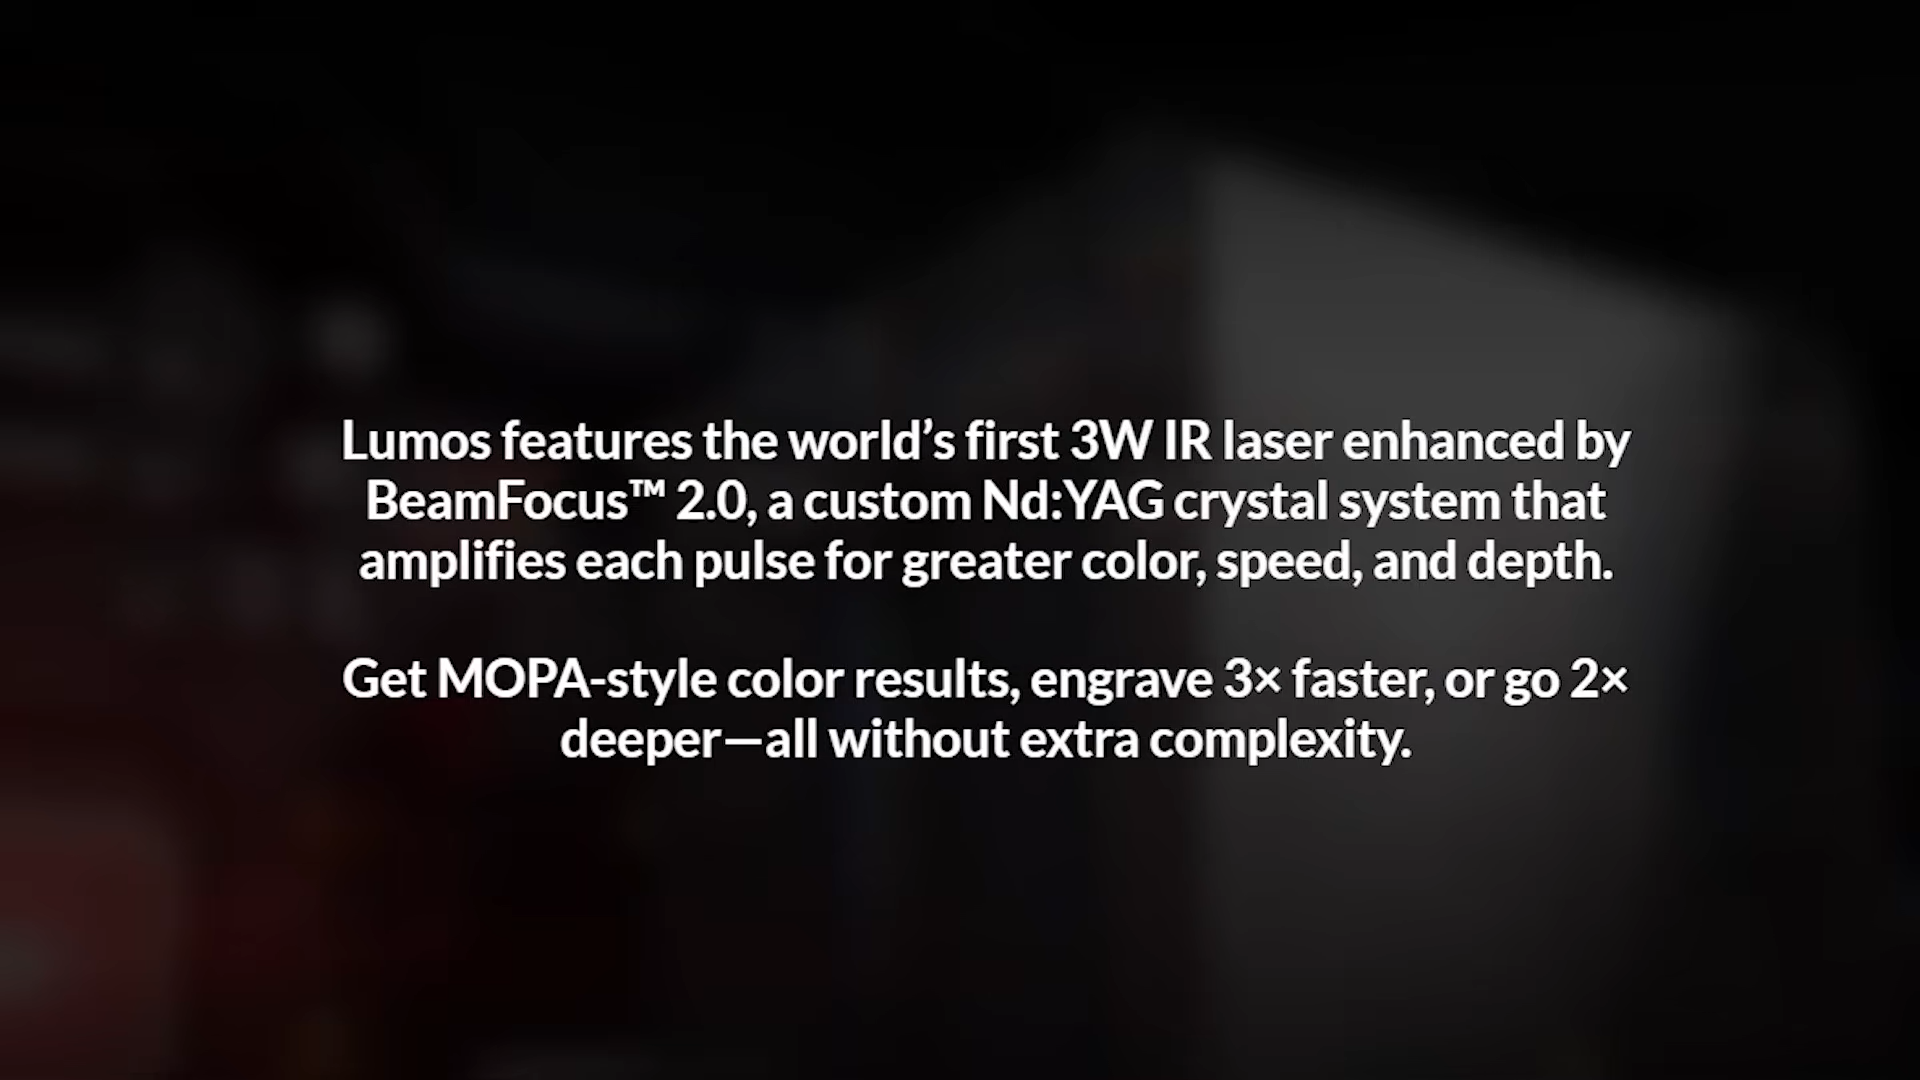 Lumos features the world’s first 3W IR laser enhanced by
BeamFocus™ 2.0, a custom Nd:YAG crystal system that
amplifies each pulse for greater color, speed, and depth.
Get MOPA-style color results, engrave 3× faster, or go 2×
deeper—all without extra complexity.